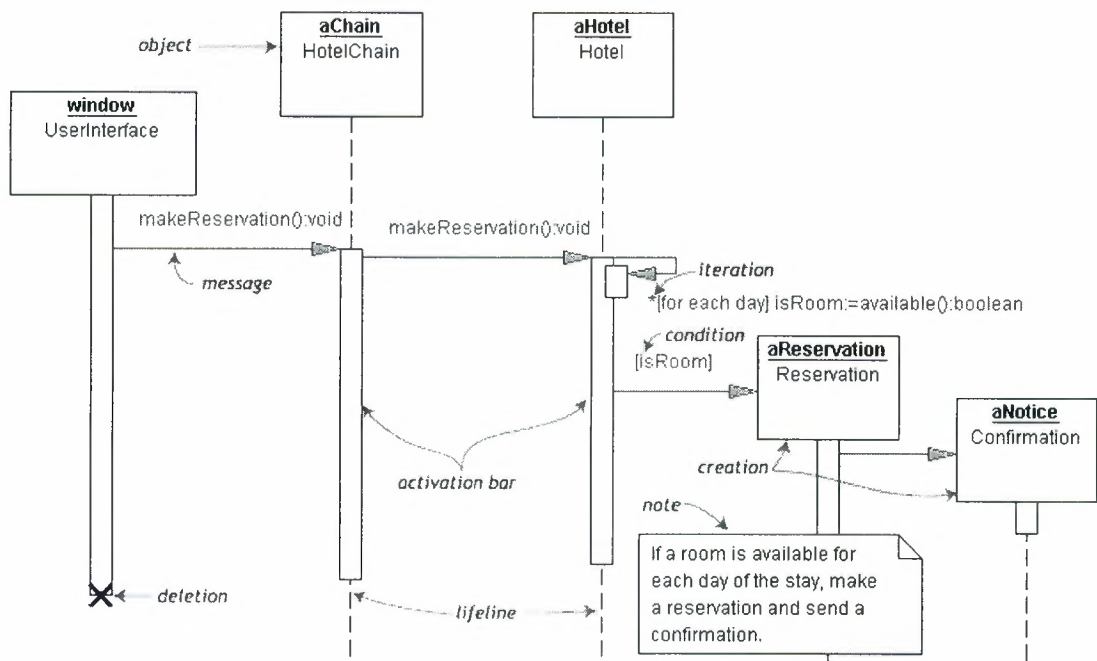 aChain
HotelChain
aHotel
Hotel
object
window
UserInterface
makeReservation():void
makeReservation():void
message
iteration
*[for each day] isRoom:=available():boolean
condition
[isRoom]
aReservation
Reservation
aNotice
Confirmation
activation bar
creation
note
If a room is available for
each day of the stay, make
a reservation and send a
confirmation.
deletion
lifeline